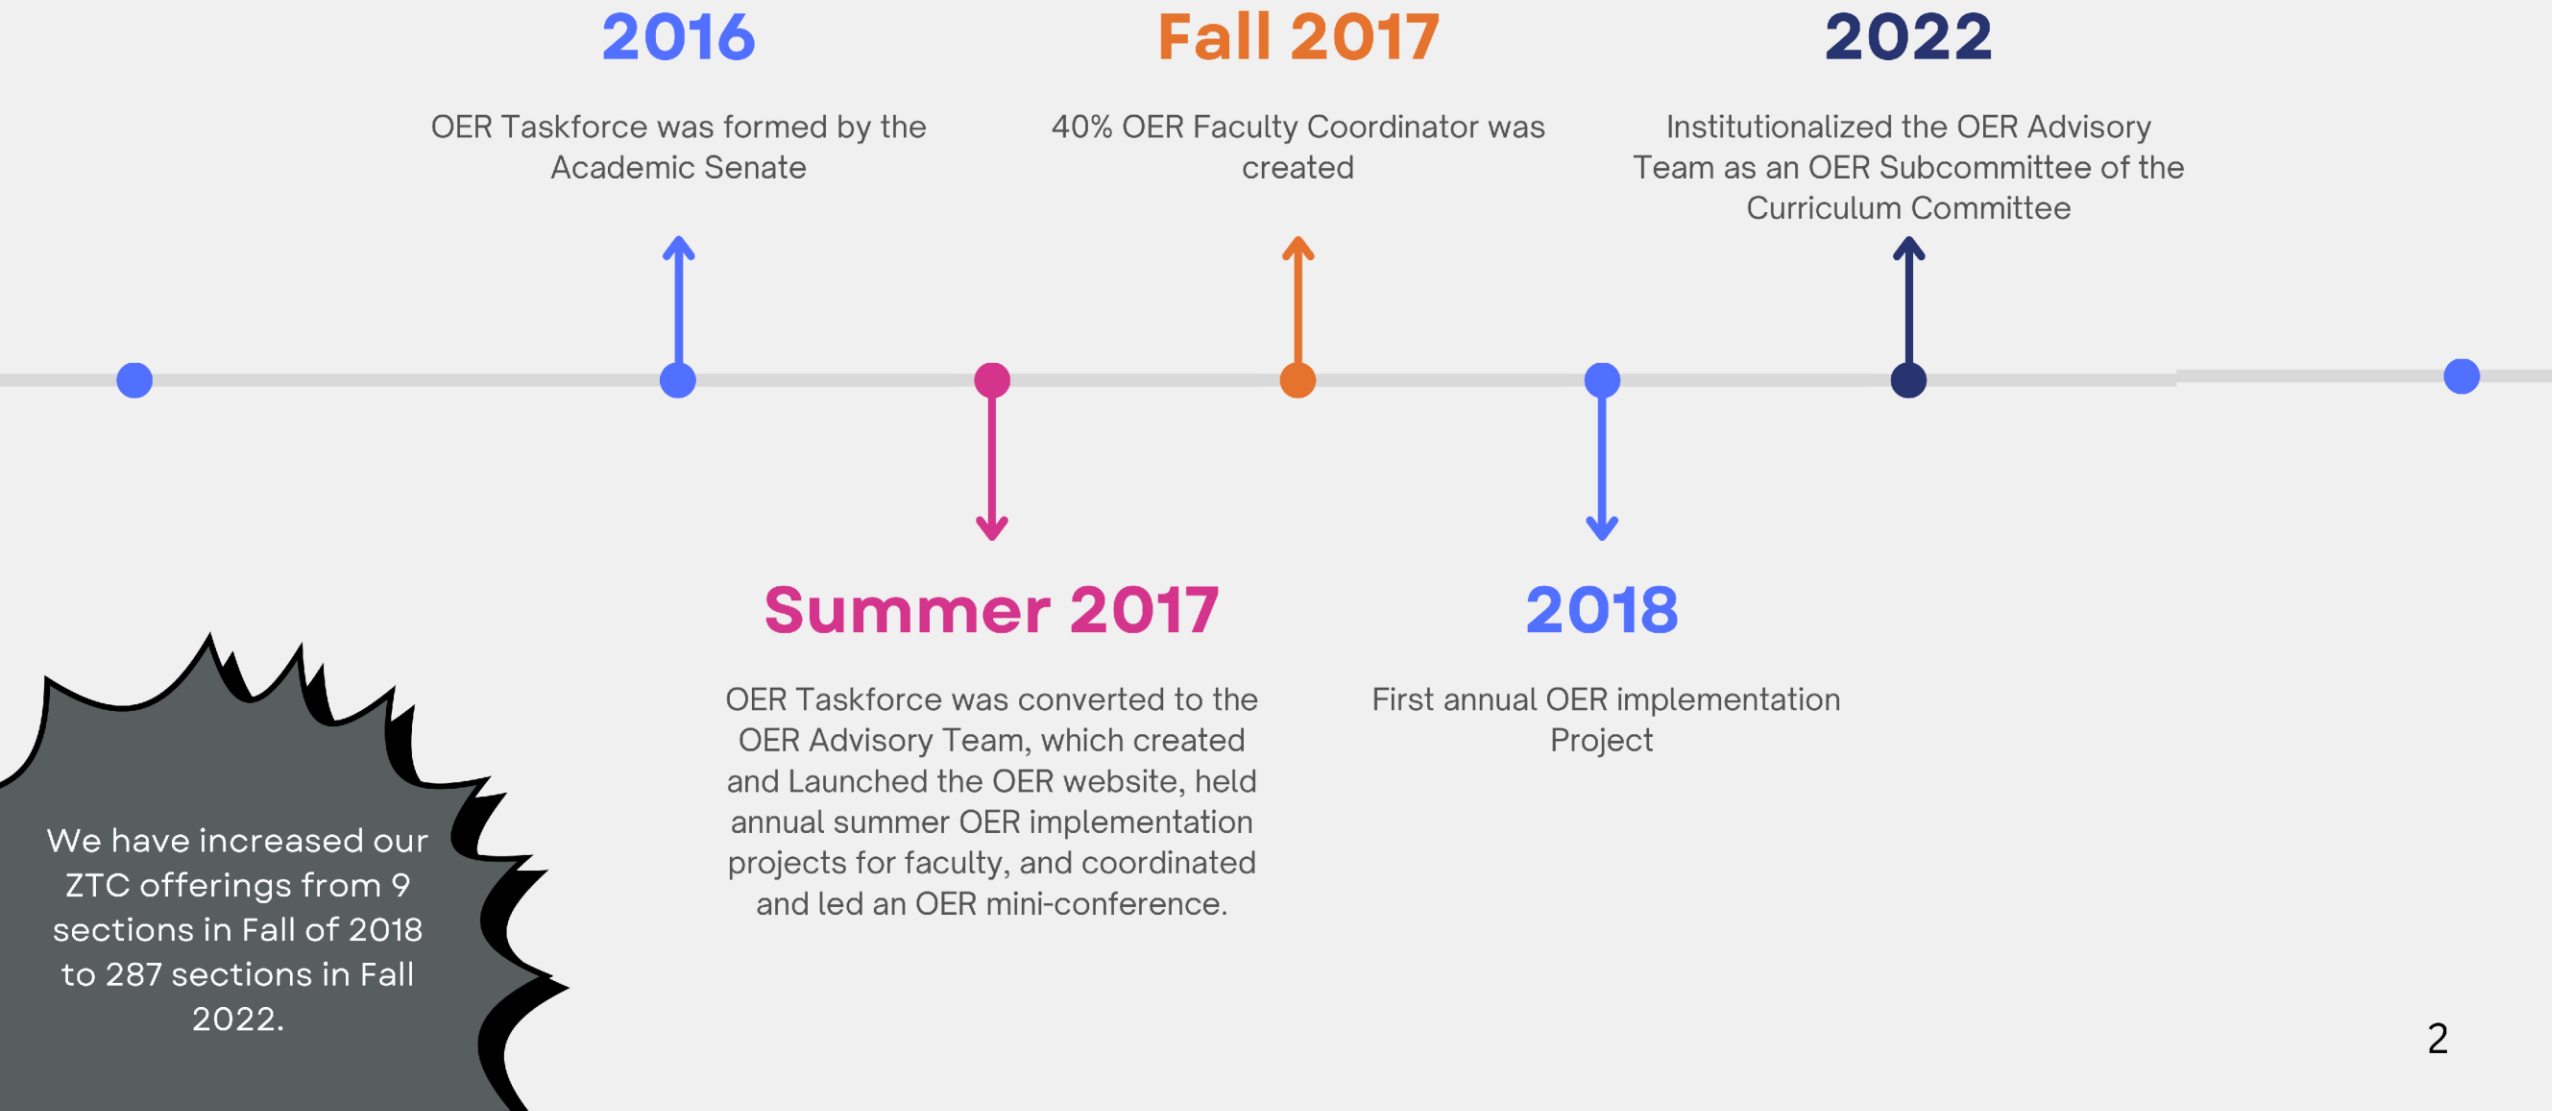 2016
OER Taskforce was formed by the
Academic Senate
Fall 2017
40% OER Faculty Coordinator was
created
2022
Institutionalized the OER Advisory
Team as an OER Subcommittee of the
Curriculum Committee
Summer 2017
OER Taskforce was converted to the
OER Advisory Team, which created
and Launched the OER website, held
annual summer OER implementation
projects for faculty, and coordinated
and led an OER mini-conference.
2018
First annual OER implementation
Project
We have increased our
ZTC offerings from 9
sections in Fall of 2018
to 287 sections in Fall
2022.
2